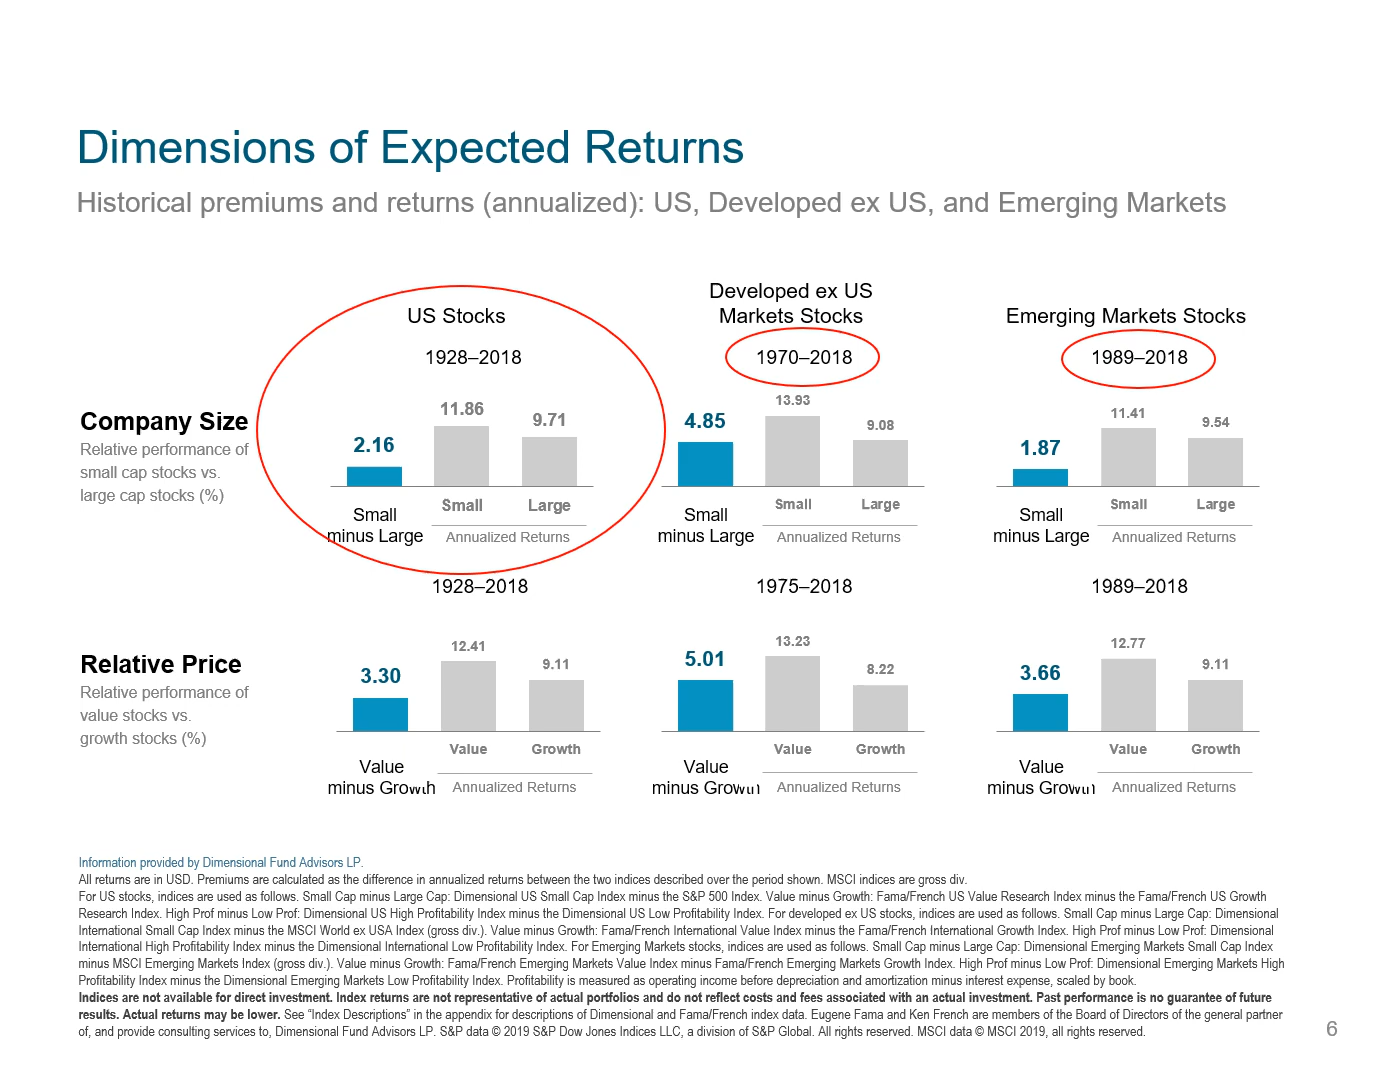 Dimensions of Expected Returns
Historical premiums and returns (annualized): US, Developed ex US, and Emerging Markets
US Stocks
Developed ex US
Markets Stocks
Emerging Markets Stocks
1928–2018
1970–2018
1989–2018
Company Size
Relative performance of
small cap stocks vs.
large cap stocks (%)
2.16
11.86
9.71
Small
minus Large
Small
Large
Annualized Returns
4.85
13.93
9.08
Small
minus Large
Small
Large
Annualized Returns
1.87
11.41
9.54
Small
minus Large
Small
Large
Annualized Returns
1928–2018
1975–2018
1989–2018
Relative Price
Relative performance of
value stocks vs.
growth stocks (%)
3.30
12.41
9.11
Value
minus Growth
Value
Growth
Annualized Returns
5.01
13.23
8.22
Value
minus Growth
Value
Growth
Annualized Returns
3.66
12.77
9.11
Value
minus Growth
Value
Growth
Annualized Returns
Information provided by Dimensional Fund Advisors LP.
All returns are in USD. Premiums are calculated as the difference in annualized returns between the two indices described over the period shown. MSCI indices are gross div.
For US stocks, indices are used as follows. Small Cap minus Large Cap: Dimensional US Small Cap Index minus the S&P 500 Index. Value minus Growth: Fama/French US Value Research Index minus the Fama/French US Growth
Research Index. High Prof minus Low Prof: Dimensional US High Profitability Index minus the Dimensional US Low Profitability Index. For developed ex US stocks, indices are used as follows. Small Cap minus Large Cap: Dimensional
International Small Cap Index minus the MSCI World ex USA Index (gross div.). Value minus Growth: Fama/French International Value Index minus the Fama/French International Growth Index. High Prof minus Low Prof: Dimensional
International High Profitability Index minus the Dimensional International Low Profitability Index. For Emerging Markets stocks, indices are used as follows. Small Cap minus Large Cap: Dimensional Emerging Markets Small Cap Index
minus MSCI Emerging Markets Index (gross div.). Value minus Growth: Fama/French Emerging Markets Value Index minus Fama/French Emerging Markets Growth Index. High Prof minus Low Prof: Dimensional Emerging Markets High
Profitability Index minus the Dimensional Emerging Markets Low Profitability Index. Profitability is measured as operating income before depreciation and amortization minus interest expense, scaled by book.
Indices are not available for direct investment. Index returns are not representative of actual portfolios and do not reflect costs and fees associated with an actual investment. Past performance is no guarantee of future
results. Actual returns may be lower. See “Index Descriptions” in the appendix for descriptions of Dimensional and Fama/French index data. Eugene Fama and Ken French are members of the Board of Directors of the general partner
of, and provide consulting services to, Dimensional Fund Advisors LP. S&P data © 2019 S&P Dow Jones Indices LLC, a division of S&P Global. All rights reserved. MSCI data © MSCI 2019, all rights reserved.
6